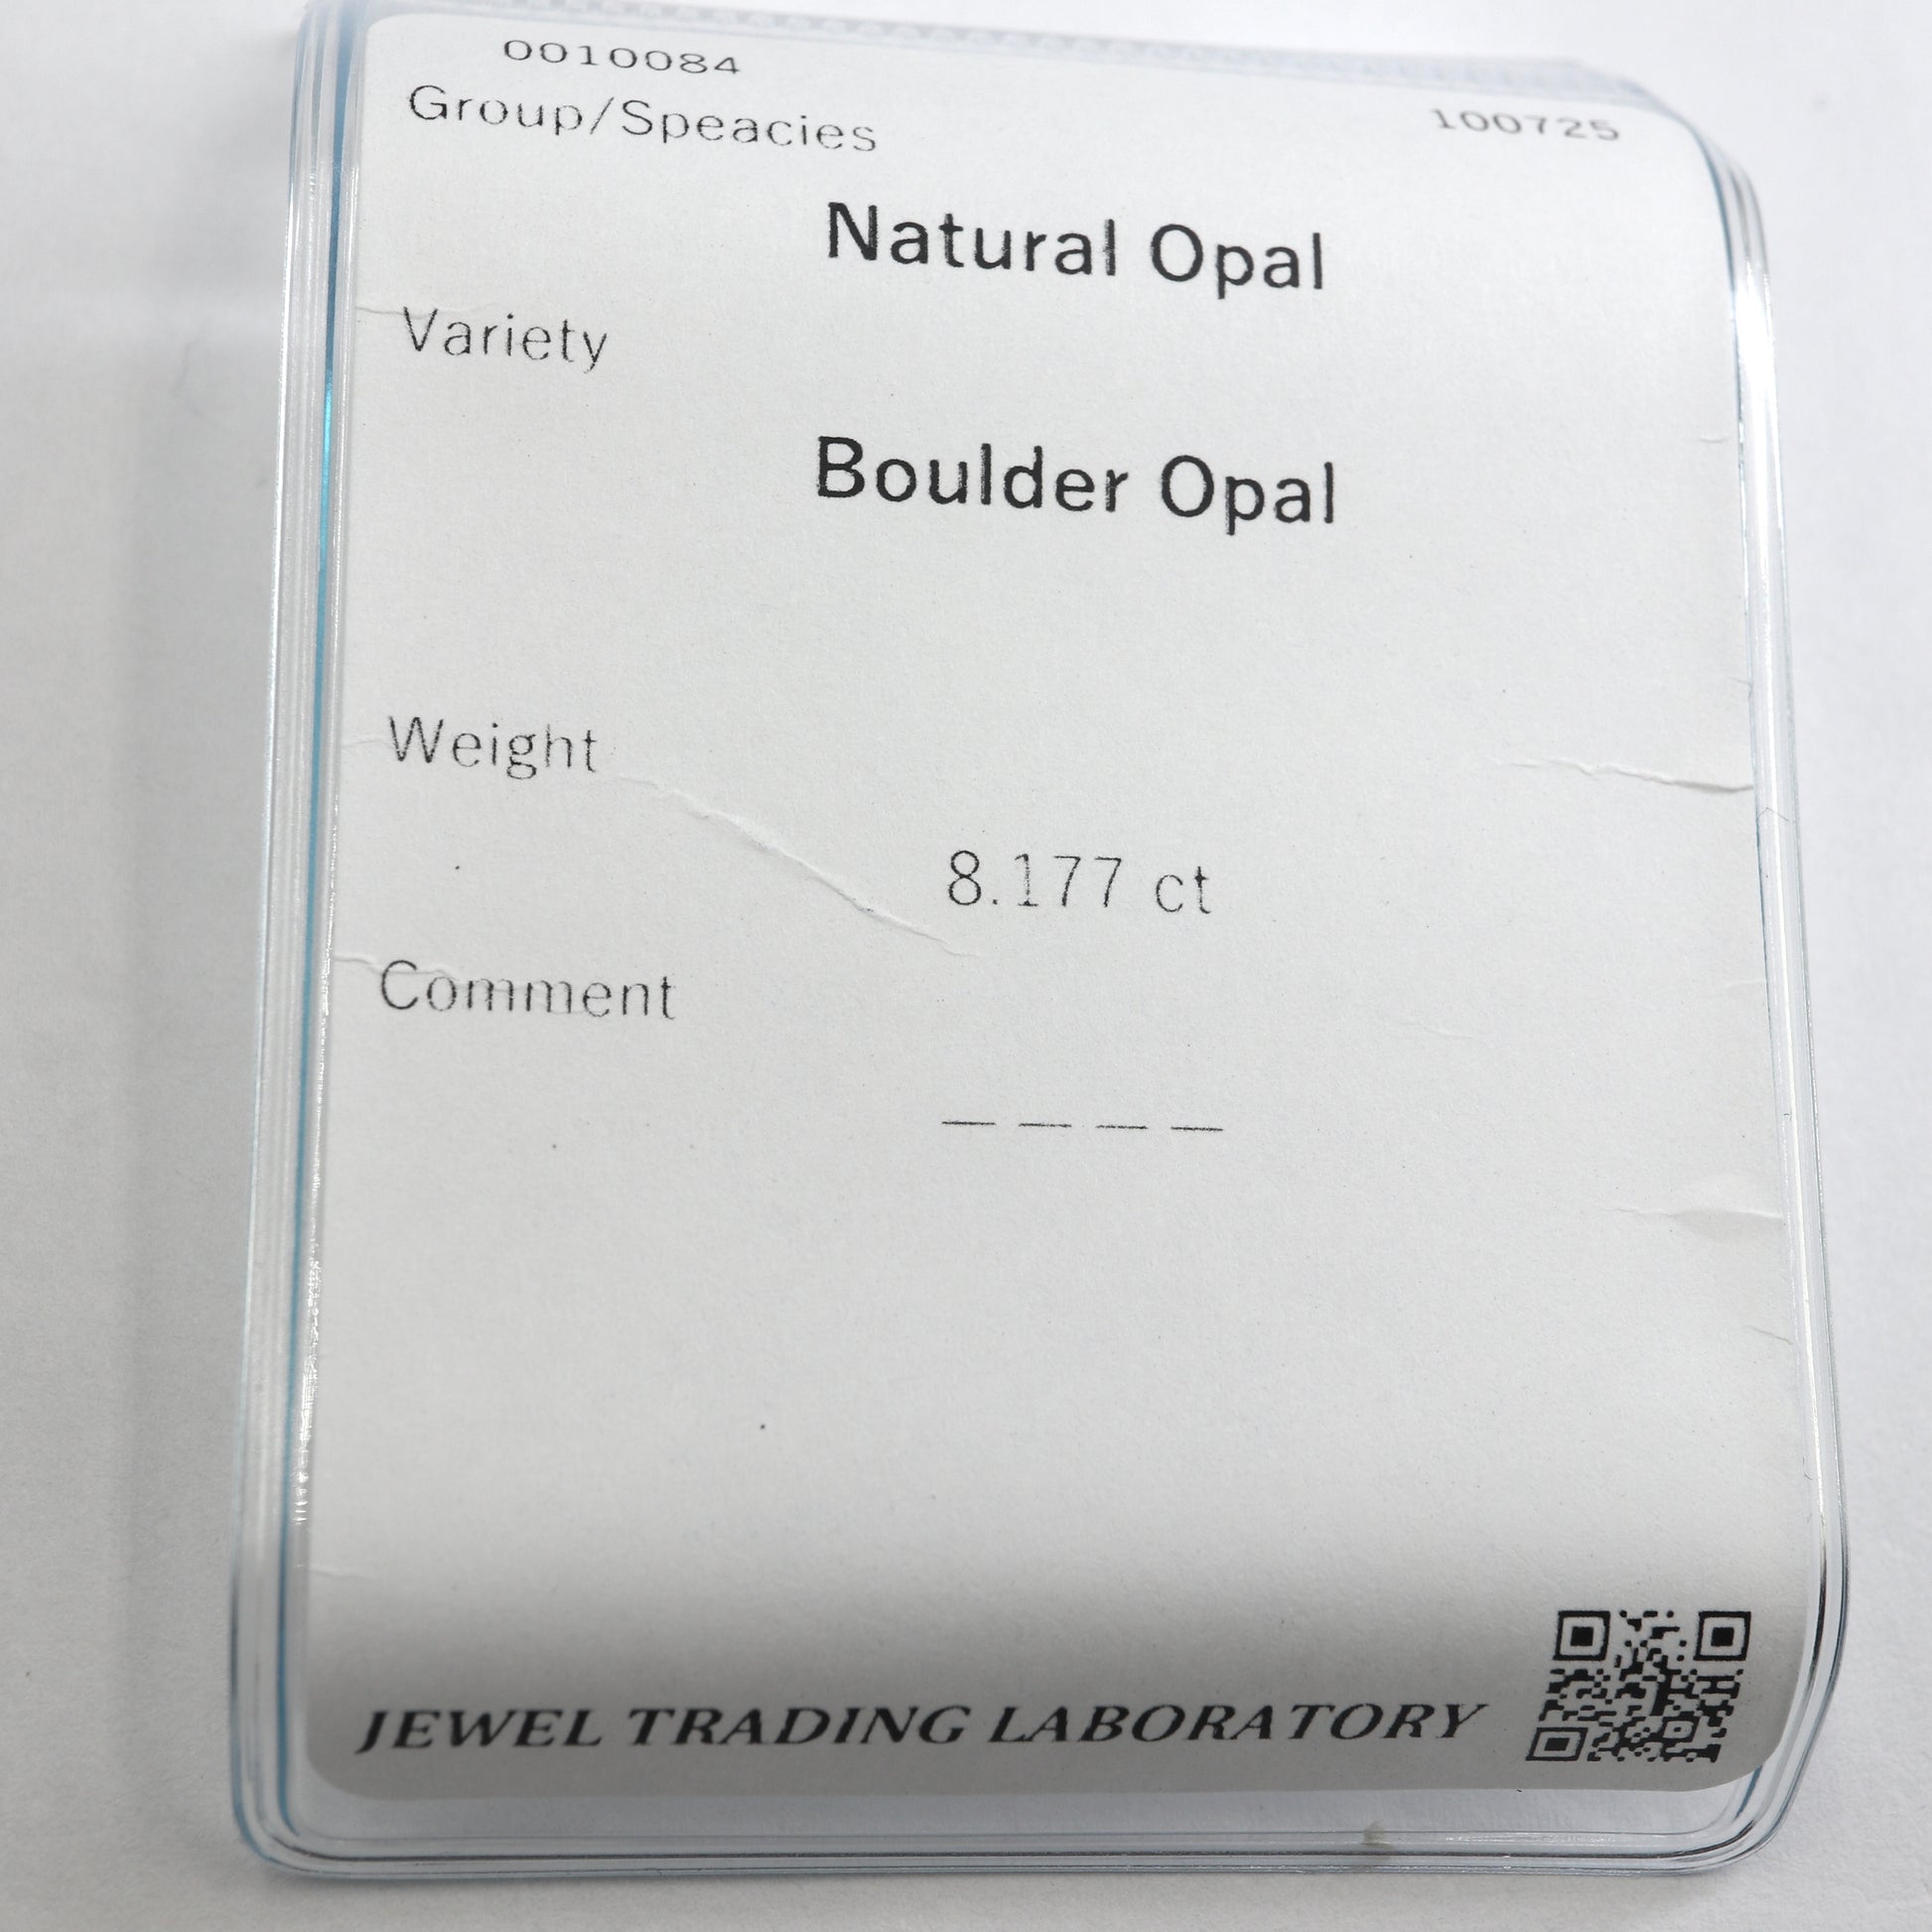 0010084
100725
Group/Speacies
Natural Opal
Variety
Boulder Opal
Weight
8.177 ct
Comment
— — — —
JEWEL TRADING LABORATORY